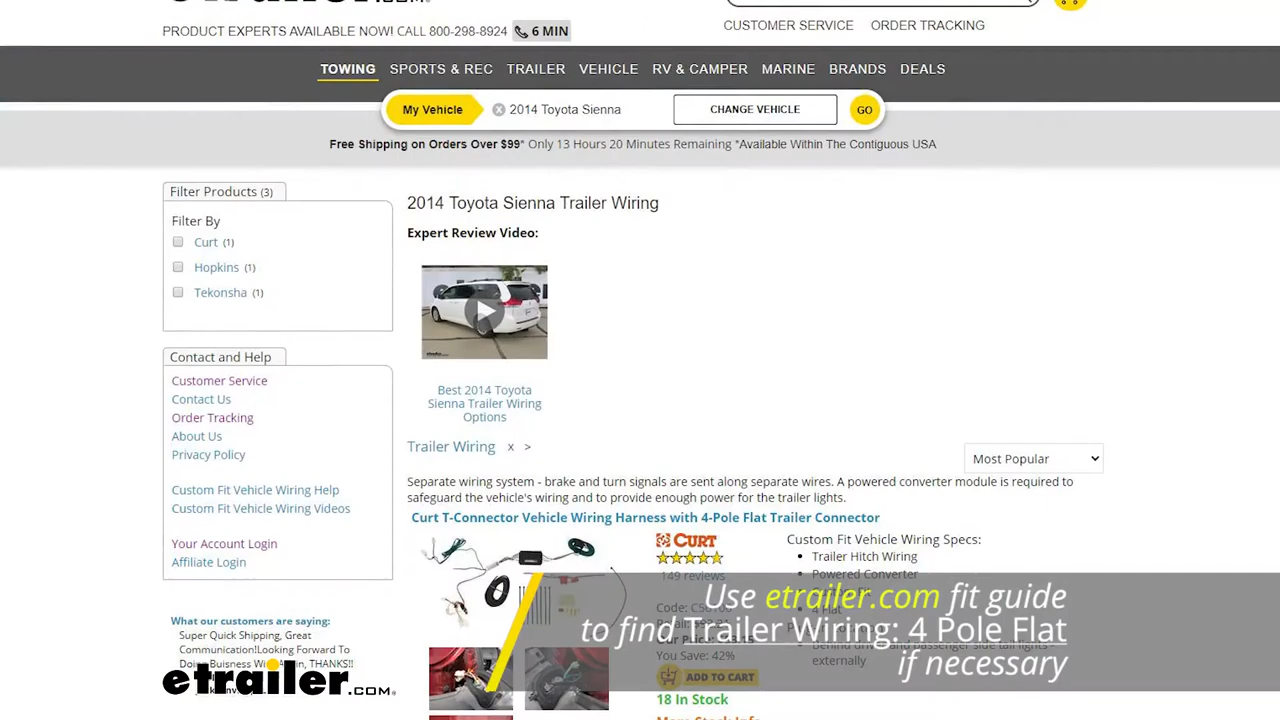 PRODUCT EXPERTS AVAILABLE NOW! CALL 800-298-8924 6 MIN
CUSTOMER SERVICE ORDER TRACKING
TOWING SPORTS & REC TRAILER VEHICLE RV & CAMPER MARINE BRANDS DEALS
My Vehicle x 2014 Toyota Sienna CHANGE VEHICLE GO
Free Shipping on Orders Over $99* Only 13 Hours 20 Minutes Remaining *Available Within The Contiguous USA
Filter Products (3)
Filter By
Curt (1)
Hopkins (1)
Tekonsha (1)
Contact and Help
Customer Service
Contact Us
Order Tracking
About Us
Privacy Policy
Custom Fit Vehicle Wiring Help
Custom Fit Vehicle Wiring Videos
Your Account Login
Affiliate Login
What our customers are saying:
Super Quick Shipping, Great
Communication!Looking Forward To
2014 Toyota Sienna Trailer Wiring
Expert Review Video:
Best 2014 Toyota
Sienna Trailer Wiring
Options
Trailer Wiring x >
Most Popular
Separate wiring system - brake and turn signals are sent along separate wires. A powered converter module is required to
safeguard the vehicle's wiring and to provide enough power for the trailer lights.
Curt T-Connector Vehicle Wiring Harness with 4-Pole Flat Trailer Connector
CURT
149 reviews
You Save: 42%
ADD TO CART
18 In Stock
More Stock Info
Custom Fit Vehicle Wiring Specs:
Trailer Hitch Wiring
Powered Converter
4 Flat
externally
Use etrailer.com fit guide
to find Trailer Wiring: 4 Pole Flat
if necessary
etrailer.com